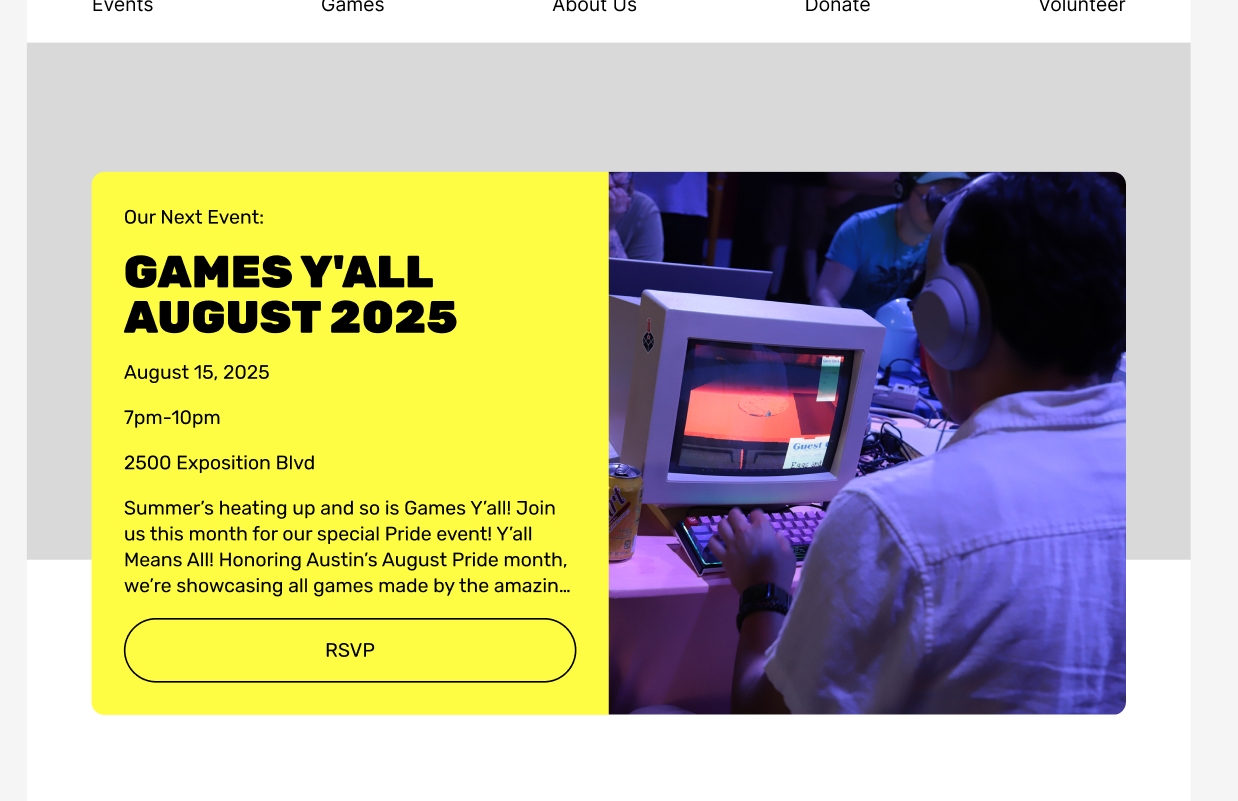 Events Games About Us Donate Volunteer
Our Next Event:
GAMES Y'ALL
AUGUST 2025
August 15, 2025
7pm-10pm
2500 Exposition Blvd
Summer’s heating up and so is Games Y’all! Join
us this month for our special Pride event! Y’all
Means All! Honoring Austin’s August Pride month,
we’re showcasing all games made by the amazin…
RSVP
Guest